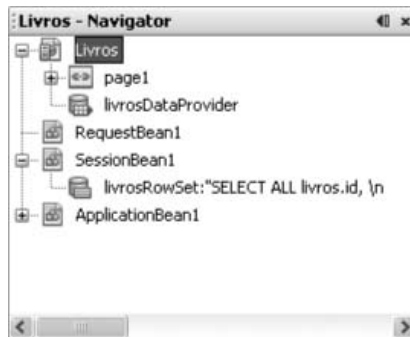 Livros - Navigator
Livros
page1
livrosDataProvider
RequestBean1
SessionBean1
livrosRowSet:"SELECT ALL livros.id, \n
ApplicationBean1